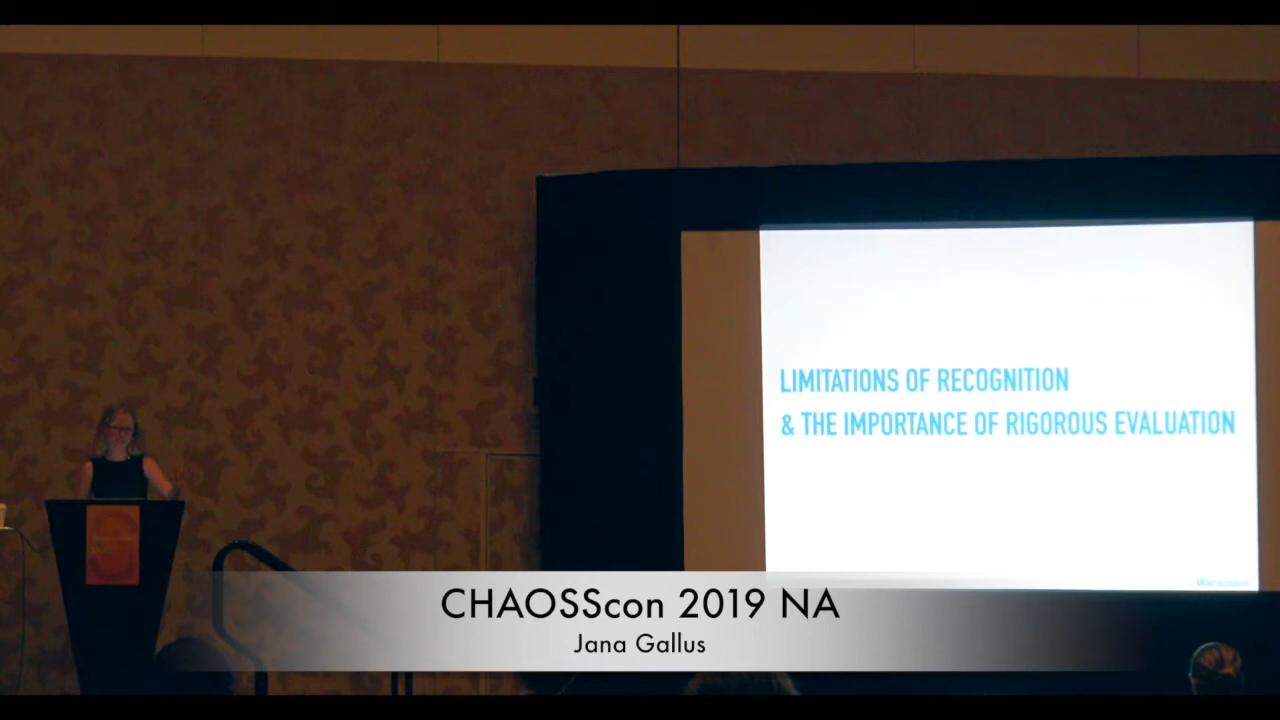 LIMITATIONS OF RECOGNITION
& THE IMPORTANCE OF RIGOROUS EVALUATION
CHAOSScon 2019 NA
Jana Gallus